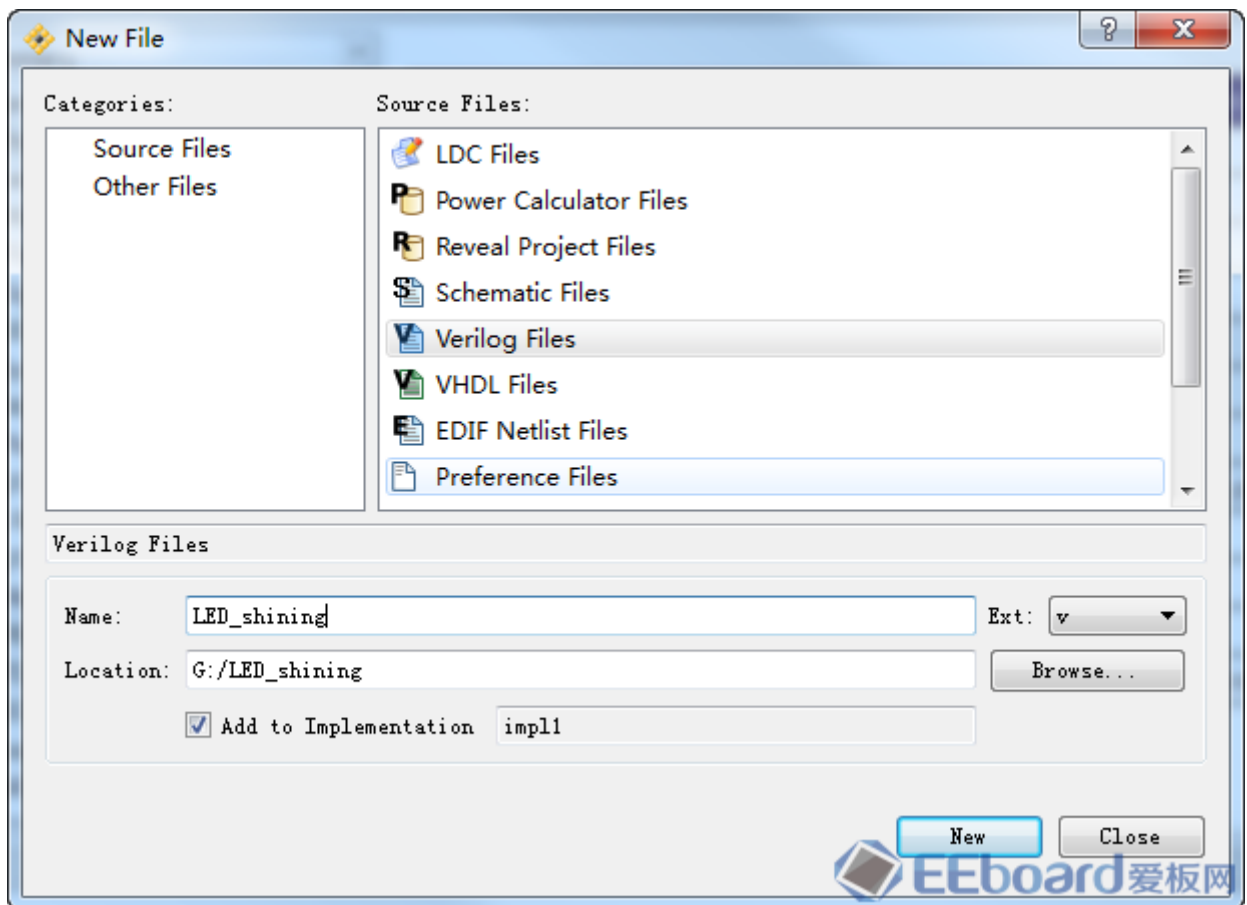 New File
Categories:
Source Files:
Source Files
Other Files
LDC Files
Power Calculator Files
Reveal Project Files
Schematic Files
Verilog Files
VHDL Files
EDIF Netlist Files
Preference Files
Verilog Files
Name: LED_shining Ext: v
Location: G:/LED_shining Browse...
Add to Implementation impl1
New Close
EEboard爱板网